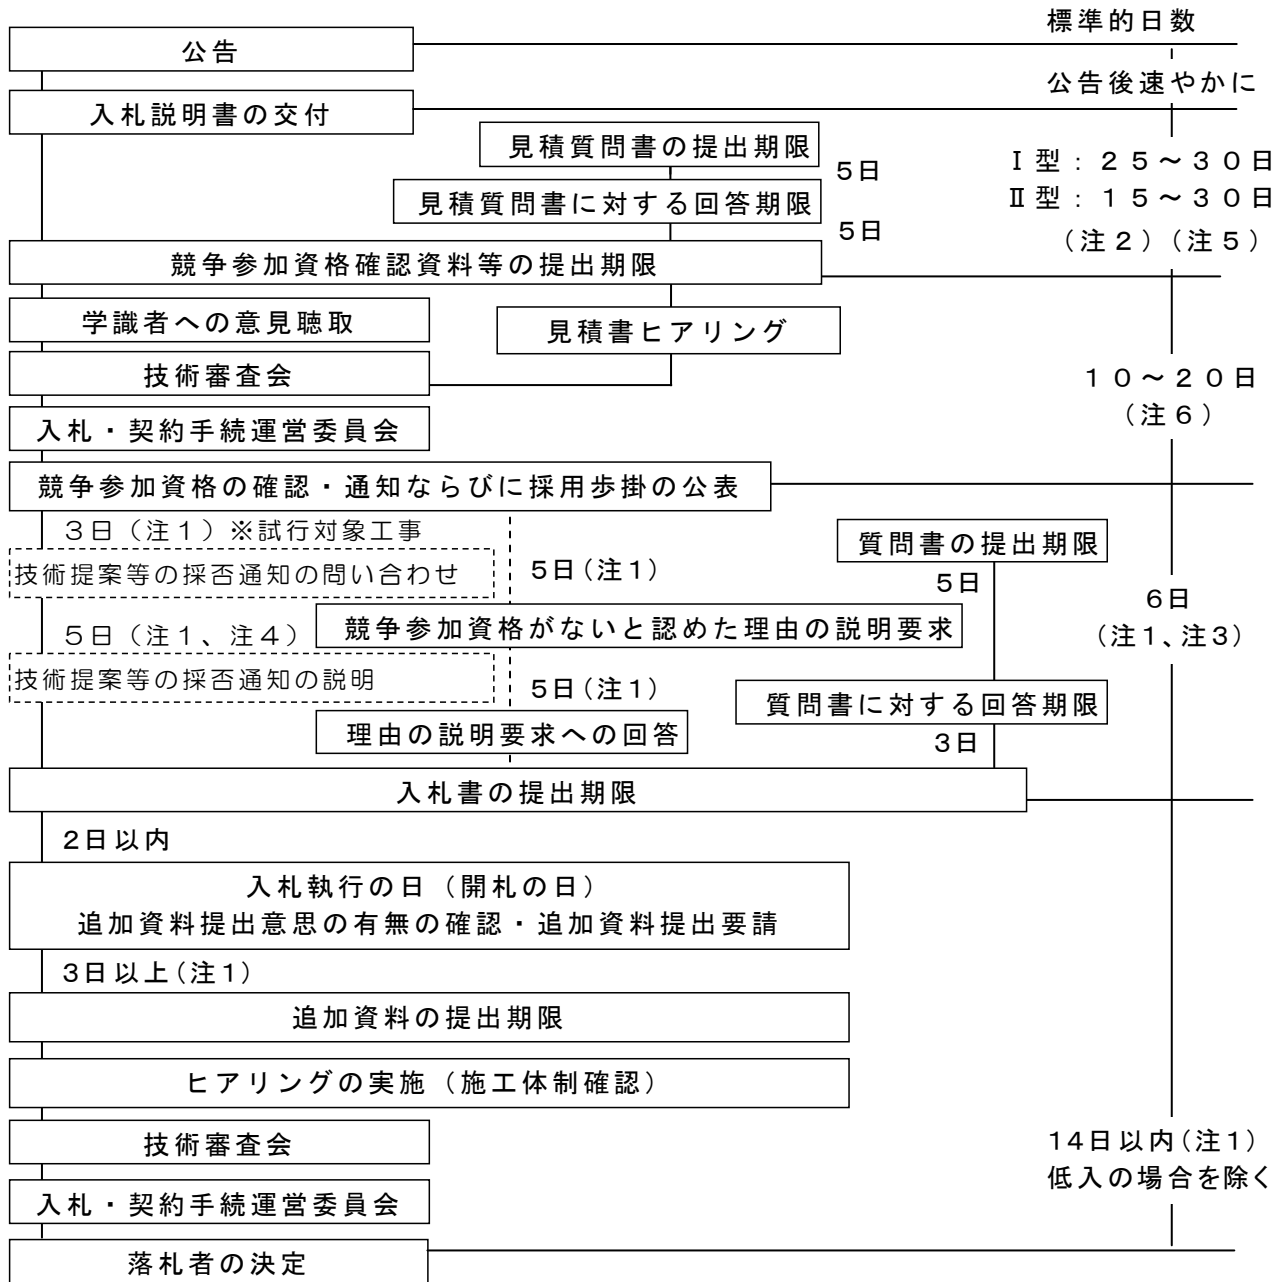 標準的日数
公告
公告後速やかに
入札説明書の交付
見積質問書の提出期限
5日
Ⅰ型：２５～３０日
Ⅱ型：１５～３０日
（注２）（注５）
見積質問書に対する回答期限
5日
競争参加資格確認資料等の提出期限
学識者への意見聴取
見積書ヒアリング
技術審査会
１０～２０日
（注６）
入札・契約手続運営委員会
競争参加資格の確認・通知ならびに採用歩掛の公表
３日（注１）※試行対象工事
質問書の提出期限
技術提案等の採否通知の問い合わせ
5日（注1）
5日
6日
（注１、注３）
５日（注１、注４）
競争参加資格がないと認めた理由の説明要求
技術提案等の採否通知の説明
5日（注1）
質問書に対する回答期限
理由の説明要求への回答
3日
入札書の提出期限
2日以内
入札執行の日（開札の日）
追加資料提出意思の有無の確認・追加資料提出要請
3日以上（注1）
追加資料の提出期限
ヒアリングの実施（施工体制確認）
技術審査会
14日以内（注1）
低入の場合を除く
入札・契約手続運営委員会
落札者の決定